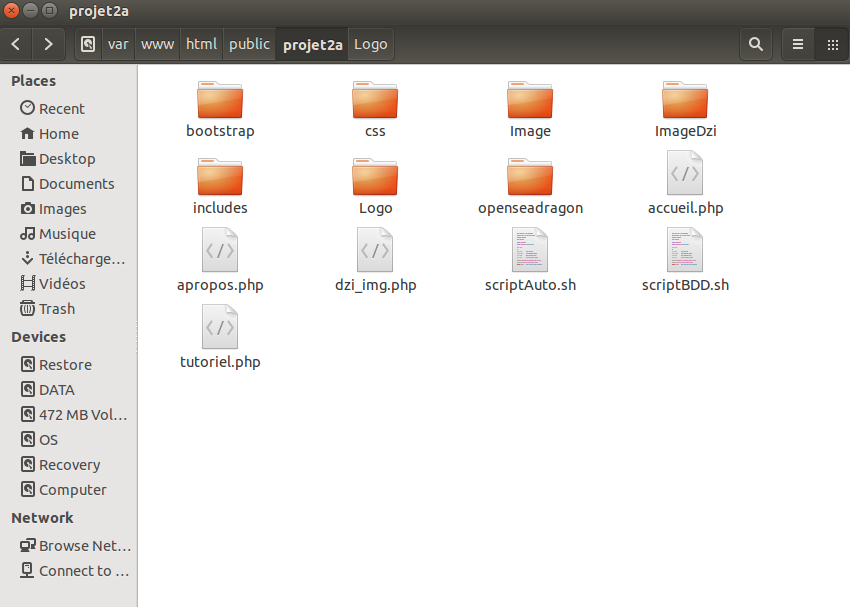 projet2a
var www html public projet2a Logo
Places
Recent
Home
Desktop
Documents
Images
Musique
Télécharge...
Vidéos
Trash
Devices
Restore
DATA
472 MB Vol...
OS
Recovery
Computer
Network
Browse Net...
Connect to ...
bootstrap css Image ImageDzi
includes Logo openseadragon accueil.php
apropos.php dzi_img.php scriptAuto.sh scriptBDD.sh
tutoriel.php